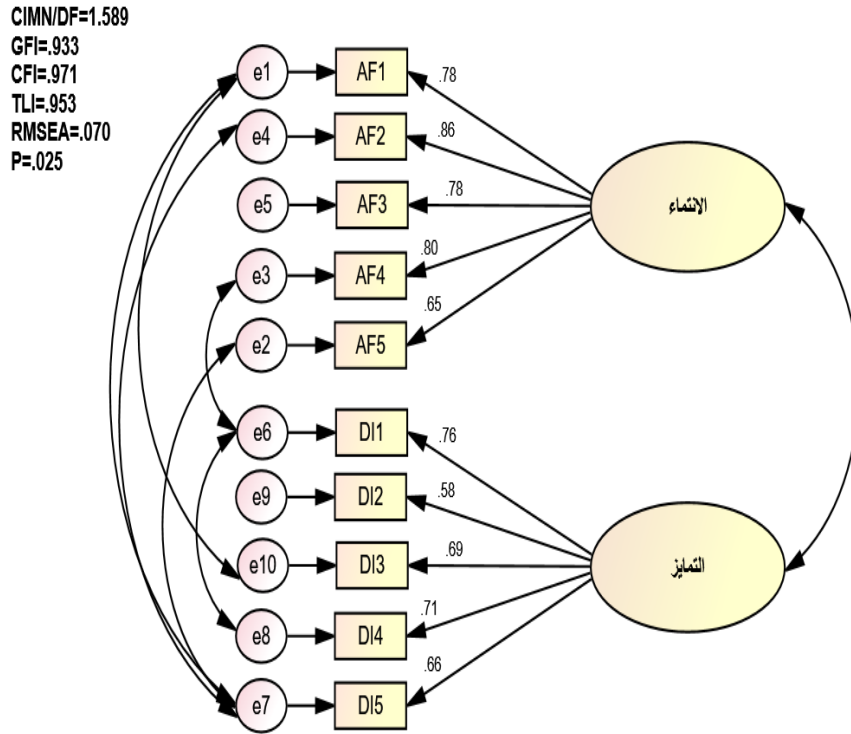 CIMN/DF=1.589
GFI=.933
CFI=.971
TLI=.953
RMSEA=.070
P=.025
e1 AF1 .78
e4 AF2 .86
e5 AF3 .78
e3 AF4 .80
e2 AF5 .65
الانتماء
e6 DI1 .76
e9 DI2 .58
e10 DI3 .69
e8 DI4 .71
e7 DI5 .66
التمايز